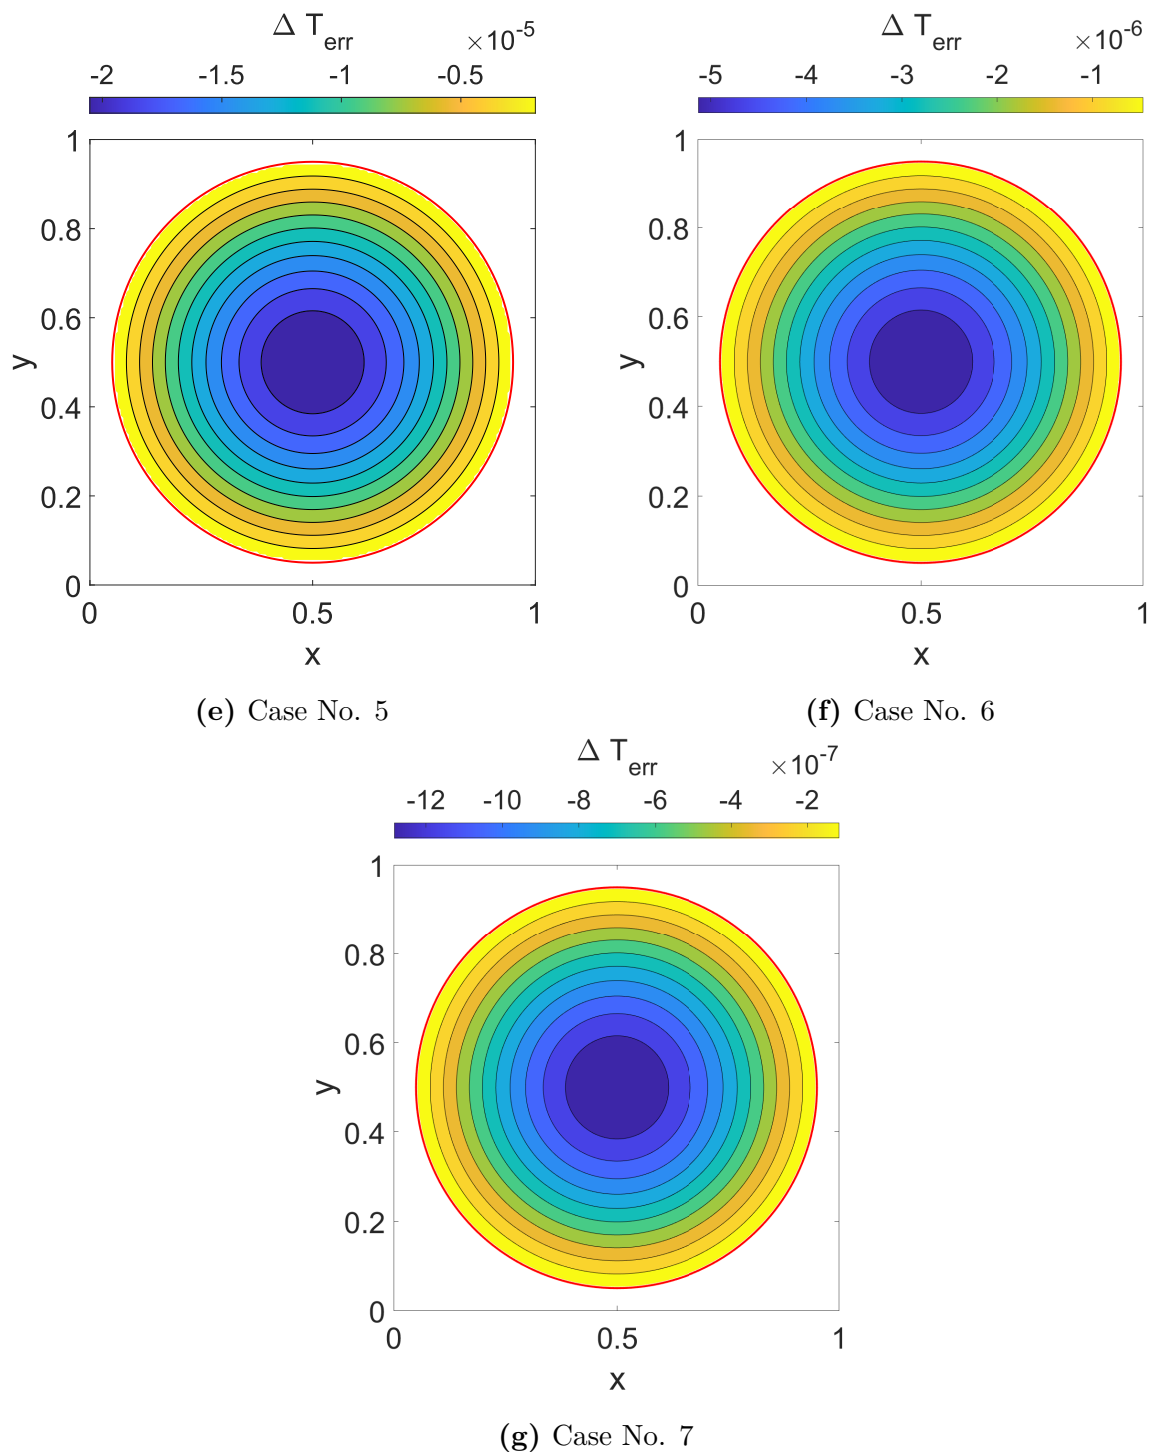 Δ T_err ×10^-5
-2 -1.5 -1 -0.5
1
0.8
0.6
y
0.4
0.2
0
0 0.5 1
x
(e) Case No. 5
Δ T_err ×10^-6
-5 -4 -3 -2 -1
1
0.8
0.6
y
0.4
0.2
0
0 0.5 1
x
(f) Case No. 6
Δ T_err ×10^-7
-12 -10 -8 -6 -4 -2
1
0.8
0.6
y
0.4
0.2
0
0 0.5 1
x
(g) Case No. 7